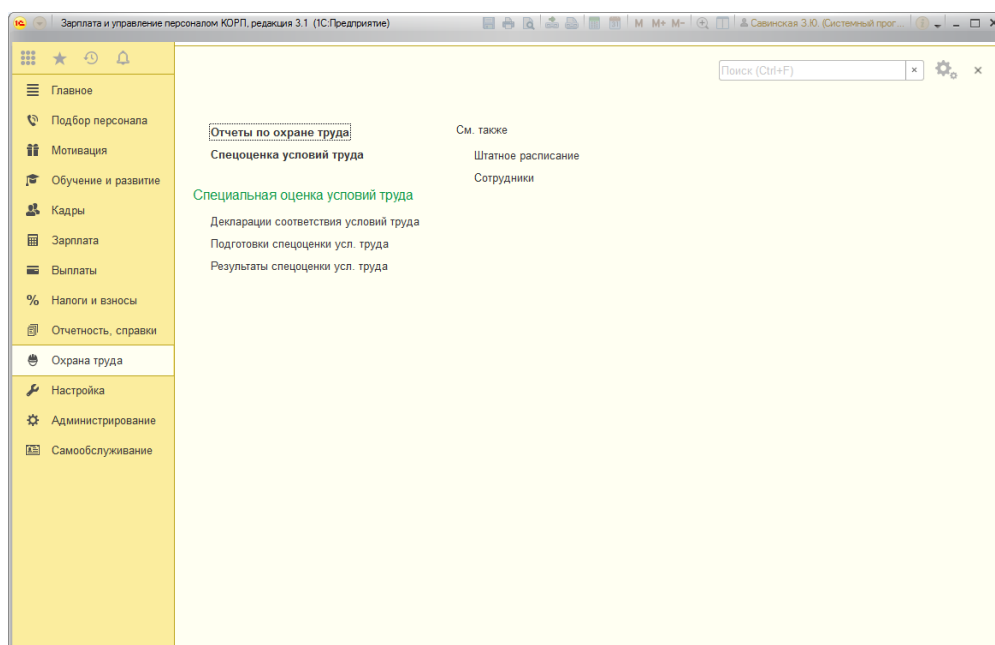 Зарплата и управление персоналом КОРП, редакция 3.1 (1С:Предприятие)
М М+ М- Савинская З.Ю. (Системный прог...
Поиск (Ctrl+F)
Главное
Подбор персонала
Мотивация
Обучение и развитие
Кадры
Зарплата
Выплаты
Налоги и взносы
Отчетность, справки
Охрана труда
Настройка
Администрирование
Самообслуживание
Отчеты по охране труда
Спецоценка условий труда
Специальная оценка условий труда
Декларации соответствия условий труда
Подготовки спецоценки усл. труда
Результаты спецоценки усл. труда
См. также
Штатное расписание
Сотрудники